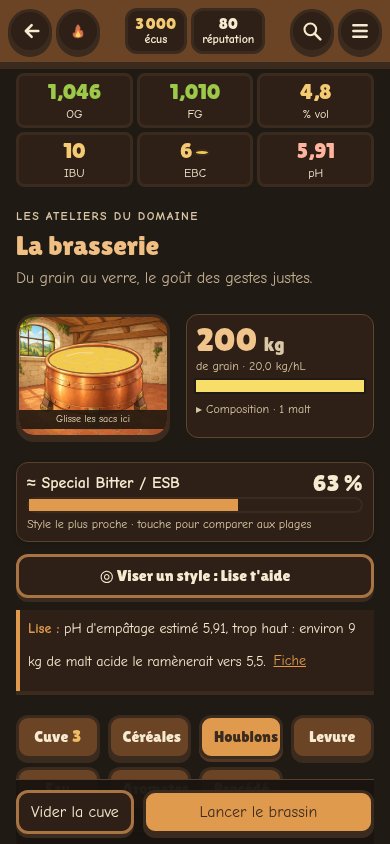 3 000
écus
80
réputation
1,046
OG
1,010
FG
4,8
% vol
10
IBU
6
EBC
5,91
pH
LES ATELIERS DU DOMAINE
La brasserie
Du grain au verre, le goût des gestes justes.
Glisse les sacs ici
200 kg
de grain · 20,0 kg/hL
▸ Composition · 1 malt
≈ Special Bitter / ESB
63 %
Style le plus proche · touche pour comparer aux plages
◎ Viser un style : Lise t'aide
Lise : pH d'empâtage estimé 5,91, trop haut : environ 9
kg de malt acide le ramènerait vers 5,5. Fiche
Cuve 3
Céréales
Houblons
Levure
Vider la cuve
Lancer le brassin